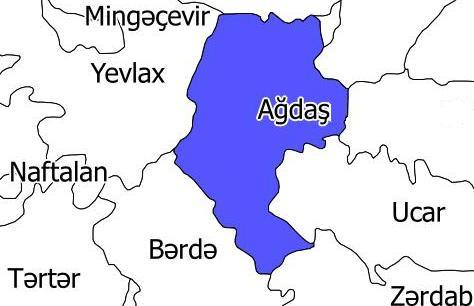 Mingəçevir
Yevlax
Ağdaş
Naftalan
Ucar
Bərdə
Tərtər
Zərdab